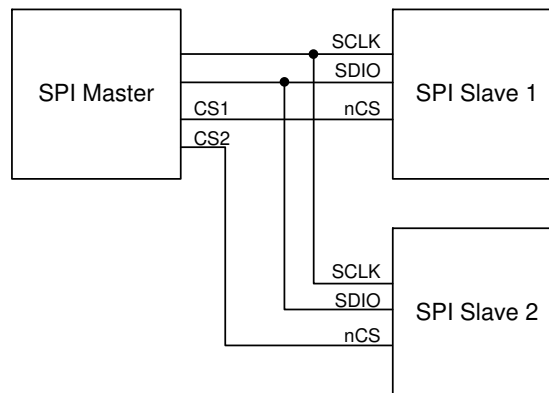 SCLK
SDIO
SPI Master
SPI Slave 1
CS1
nCS
CS2
SCLK
SDIO
SPI Slave 2
nCS